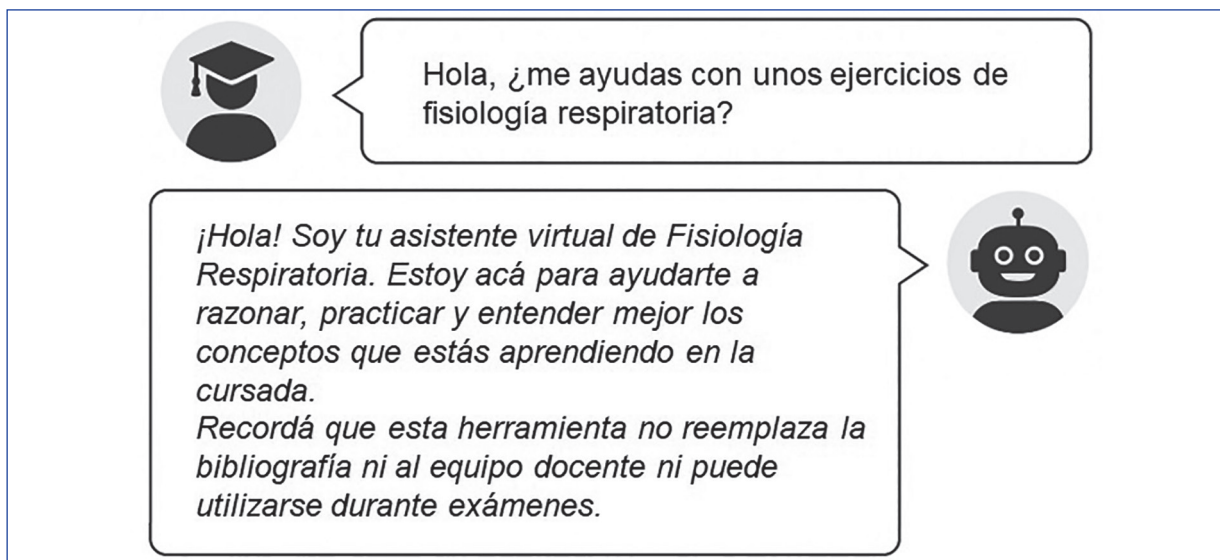 Hola, ¿me ayudas con unos ejercicios de
fisiología respiratoria?
¡Hola! Soy tu asistente virtual de Fisiología
Respiratoria. Estoy acá para ayudarte a
razonar, practicar y entender mejor los
conceptos que estás aprendiendo en la
cursada.
Recordá que esta herramienta no reemplaza la
bibliografía ni al equipo docente ni puede
utilizarse durante exámenes.